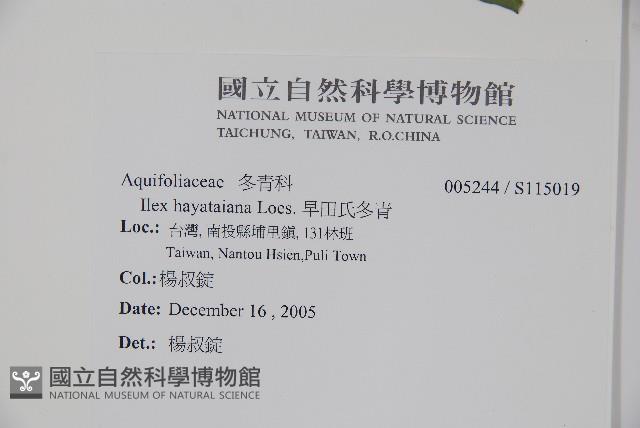 國立自然科學博物館
NATIONAL MUSEUM OF NATURAL SCIENCE
TAICHUNG, TAIWAN, R.O.CHINA
Aquifoliaceae 冬青科 005244 / S115019
Ilex hayataiana Loes. 早田氏冬青
Loc.: 台灣, 南投縣埔里鎮, 131林班
Taiwan, Nantou Hsien,Puli Town
Col.:楊叔錠
Date: December 16 , 2005
Det.: 楊叔錠
國立自然科學博物館
NATIONAL MUSEUM OF NATURAL SCIENCE